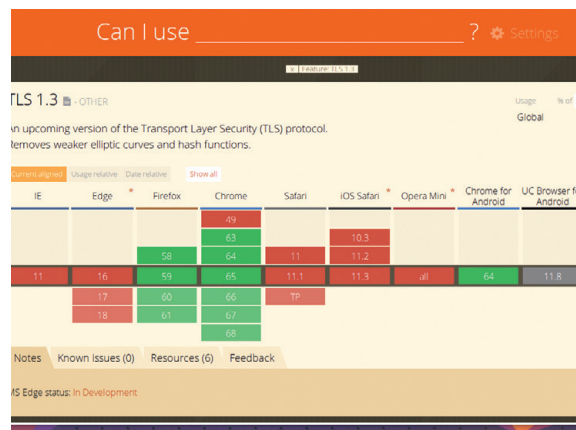 Can I use ? Settings
× Feature: TLS 1.3
TLS 1.3 - OTHER
Usage % of
Global
An upcoming version of the Transport Layer Security (TLS) protocol.
Removes weaker elliptic curves and hash functions.
Current aligned Usage relative Date relative Show all
IE Edge * Firefox Chrome Safari iOS Safari * Opera Mini * Chrome for Android UC Browser for Android
49
63 10.3
58 64 11 11.2
11 16 59 65 11.1 11.3 all 64 11.8
17 60 66 TP
18 61 67
68
Notes Known issues (0) Resources (6) Feedback
MS Edge status: In Development